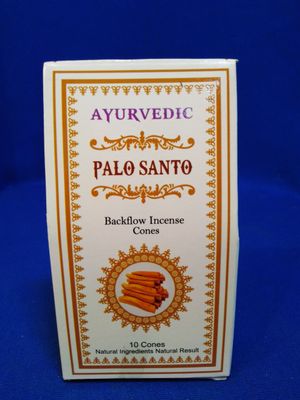 AYURVEDIC
PALO SANTO
Backflow Incense
Cones
10 Cones
Natural Ingredients Natural Result